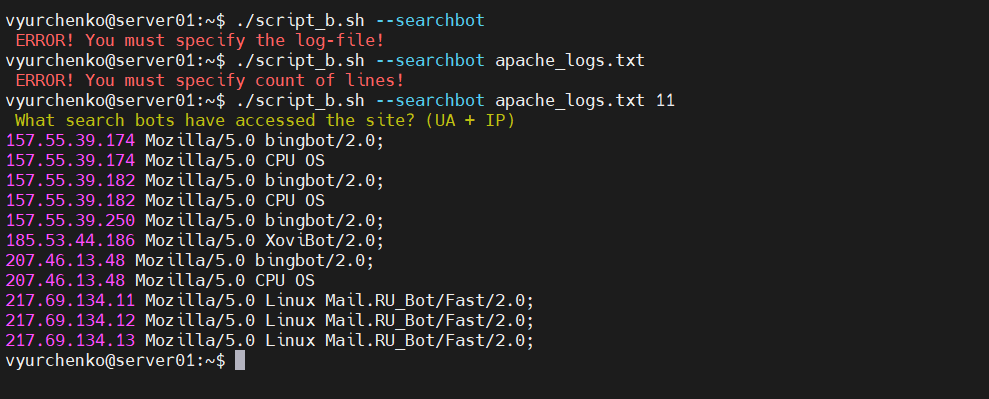 vyurchenko@server01:~$ ./script_b.sh --searchbot
ERROR! You must specify the log-file!
vyurchenko@server01:~$ ./script_b.sh --searchbot apache_logs.txt
ERROR! You must specify count of lines!
vyurchenko@server01:~$ ./script_b.sh --searchbot apache_logs.txt 11
What search bots have accessed the site? (UA + IP)
157.55.39.174 Mozilla/5.0 bingbot/2.0;
157.55.39.174 Mozilla/5.0 CPU OS
157.55.39.182 Mozilla/5.0 bingbot/2.0;
157.55.39.182 Mozilla/5.0 CPU OS
157.55.39.250 Mozilla/5.0 bingbot/2.0;
185.53.44.186 Mozilla/5.0 XoviBot/2.0;
207.46.13.48 Mozilla/5.0 bingbot/2.0;
207.46.13.48 Mozilla/5.0 CPU OS
217.69.134.11 Mozilla/5.0 Linux Mail.RU_Bot/Fast/2.0;
217.69.134.12 Mozilla/5.0 Linux Mail.RU_Bot/Fast/2.0;
217.69.134.13 Mozilla/5.0 Linux Mail.RU_Bot/Fast/2.0;
vyurchenko@server01:~$